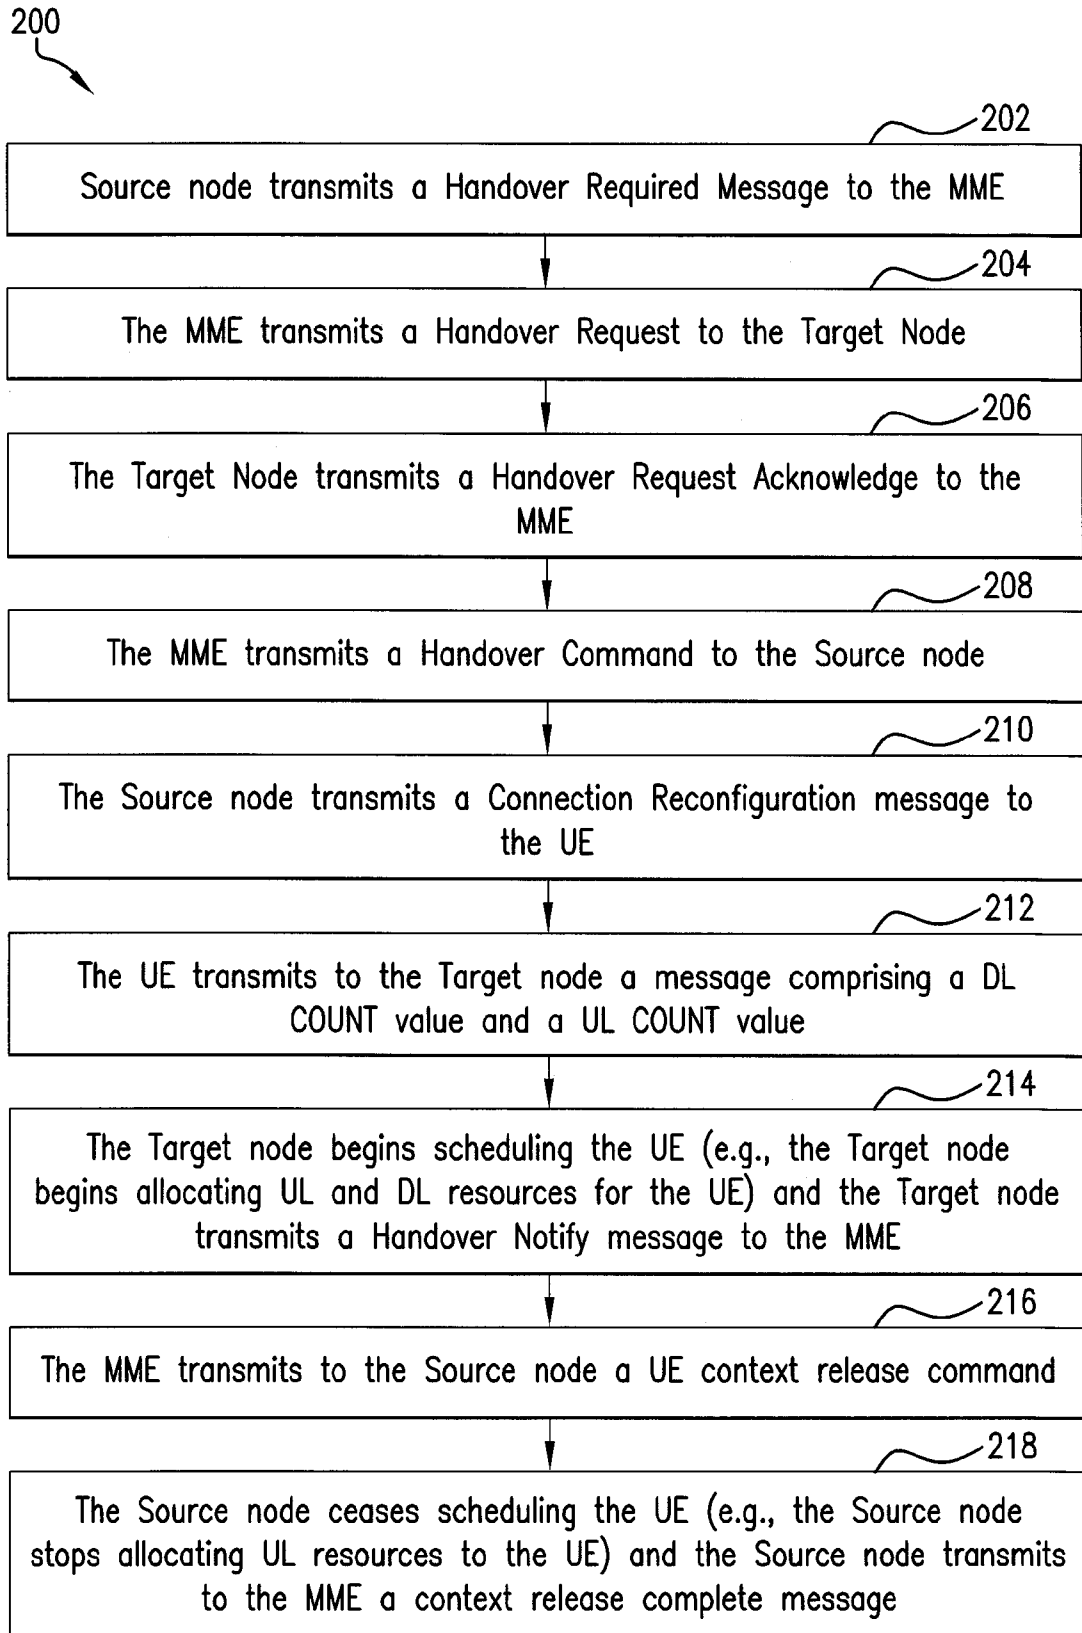 200
202
Source node transmits a Handover Required Message to the MME
204
The MME transmits a Handover Request to the Target Node
206
The Target Node transmits a Handover Request Acknowledge to the
MME
208
The MME transmits a Handover Command to the Source node
210
The Source node transmits a Connection Reconfiguration message to
the UE
212
The UE transmits to the Target node a message comprising a DL
COUNT value and a UL COUNT value
214
The Target node begins scheduling the UE (e.g., the Target node
begins allocating UL and DL resources for the UE) and the Target node
transmits a Handover Notify message to the MME
216
The MME transmits to the Source node a UE context release command
218
The Source node ceases scheduling the UE (e.g., the Source node
stops allocating UL resources to the UE) and the Source node transmits
to the MME a context release complete message